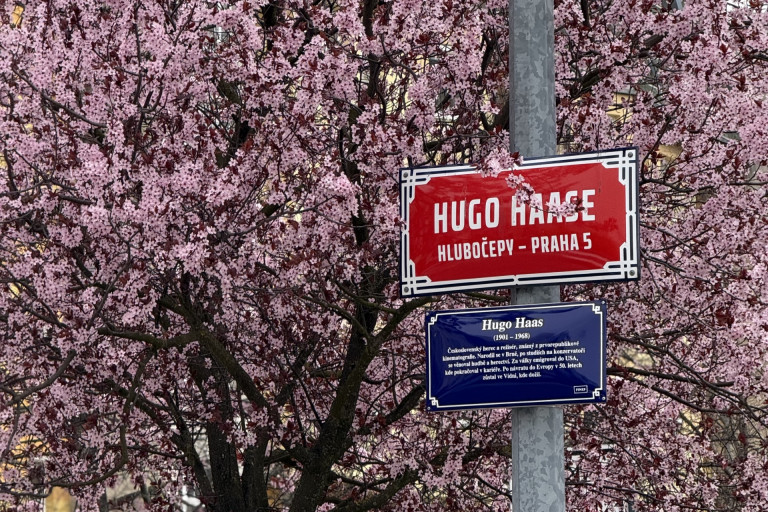 HUGO HAASE
HLUBOČEPY – PRAHA 5
Hugo Haas
(1901 – 1968)
Československý herec a režisér, známý z prvorepublikové
kinematografie. Narodil se v Brně, po studiích na konzervatoři
se věnoval hudbě a herectví. Za války emigroval do USA,
kde pokračoval v kariéře. Po návratu do Evropy v 50. letech
zůstal ve Vídni, kde dožil.